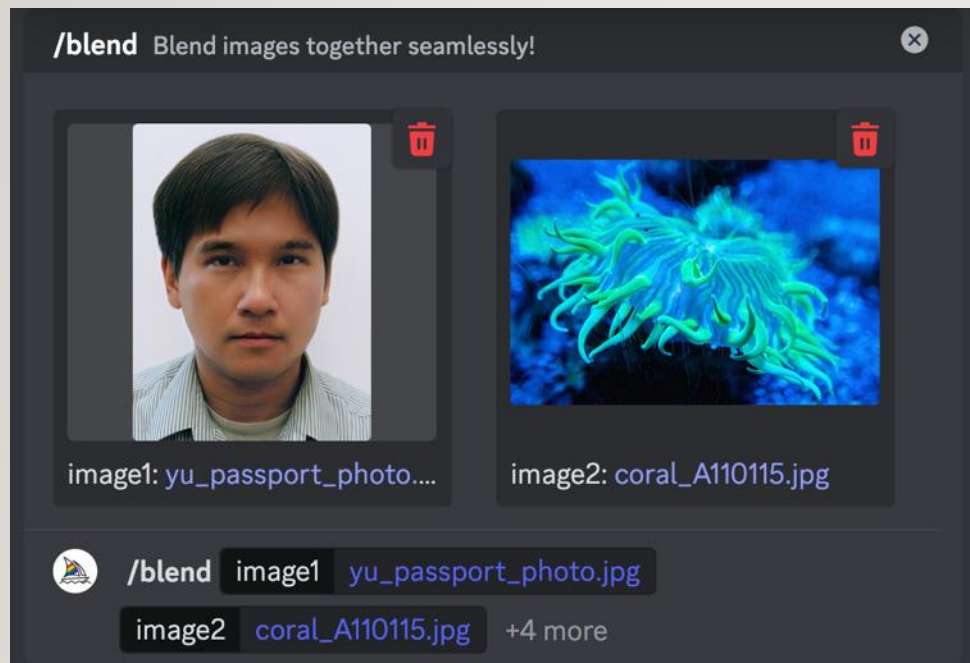 /blend Blend images together seamlessly!
image1: yu_passport_photo....
image2: coral_A110115.jpg
/blend image1 yu_passport_photo.jpg
image2 coral_A110115.jpg +4 more